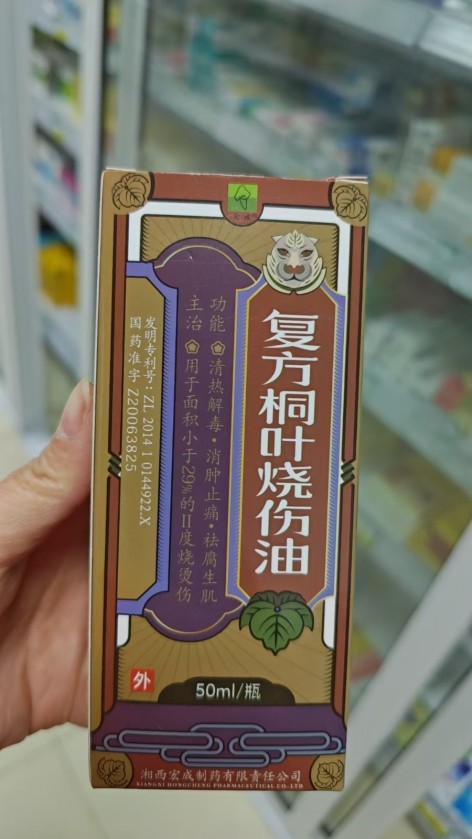 复方桐叶烧伤油
功能 清热解毒·消肿止痛·祛腐生肌
主治 用于面积小于29%的II度烧烫伤
发明专利号：ZL 2014 1 0144922.X
国药准字 Z20063825
外
50ml/瓶
湘西宏成制药有限责任公司
XIANGXI HONGCHENG PHARMACEUTICAL CO.LTD